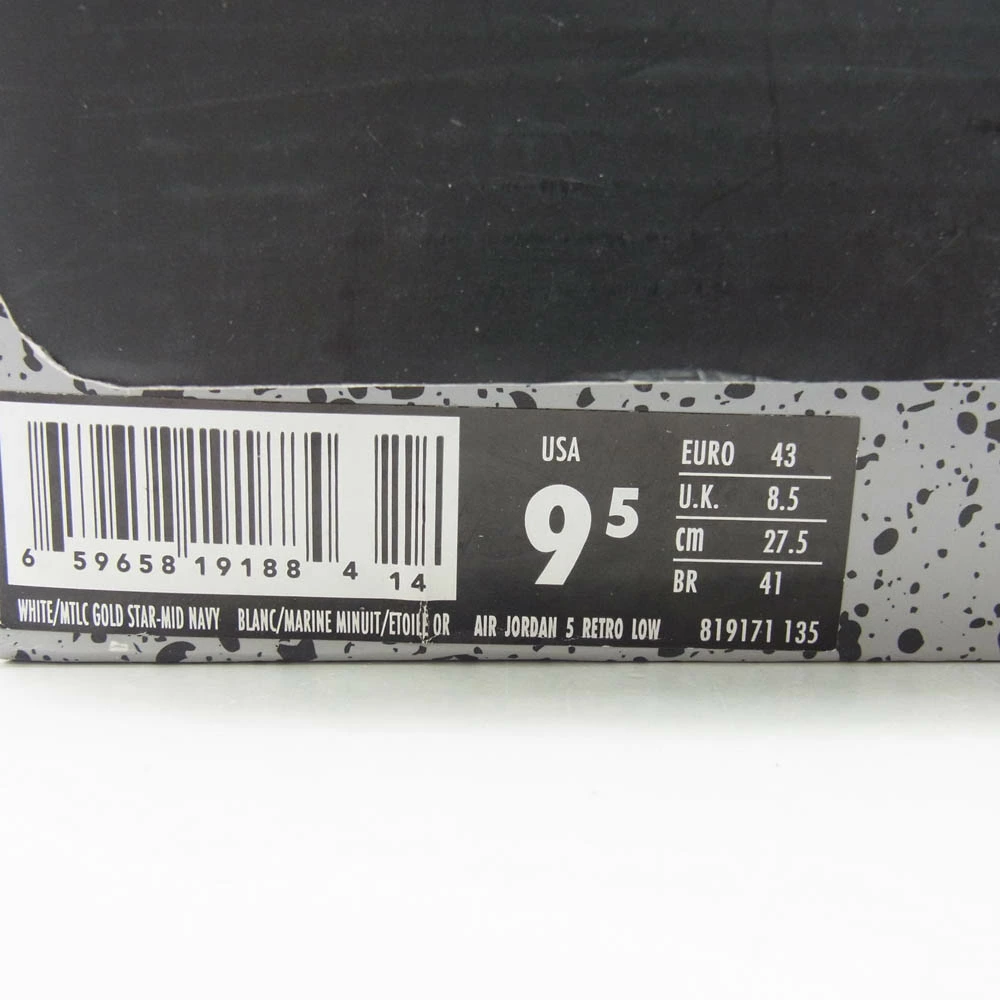 6 59658 19188 4 14
WHITE/MTLC GOLD STAR-MID NAVY BLANC/MARINE MINUIT/ETOILE OR AIR JORDAN 5 RETRO LOW 819171 135
USA
9 5
EURO 43
U.K. 8.5
cm 27.5
BR 41